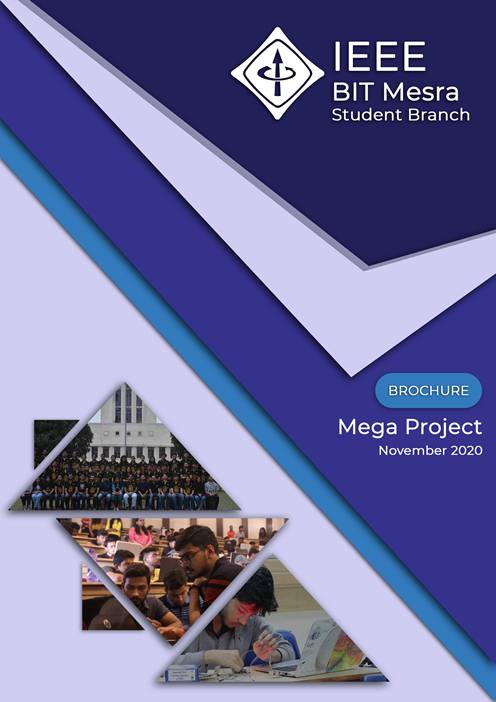 IEEE
BIT Mesra
Student Branch
BROCHURE
Mega Project
November 2020